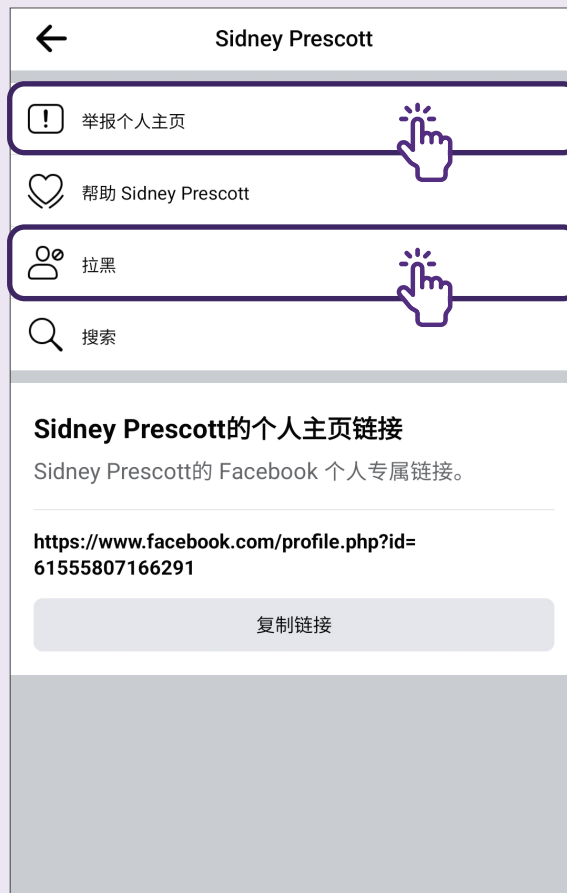 Sidney Prescott
举报个人主页
帮助 Sidney Prescott
拉黑
搜索
Sidney Prescott的个人主页链接
Sidney Prescott的 Facebook 个人专属链接。
https://www.facebook.com/profile.php?id=
61555807166291
复制链接